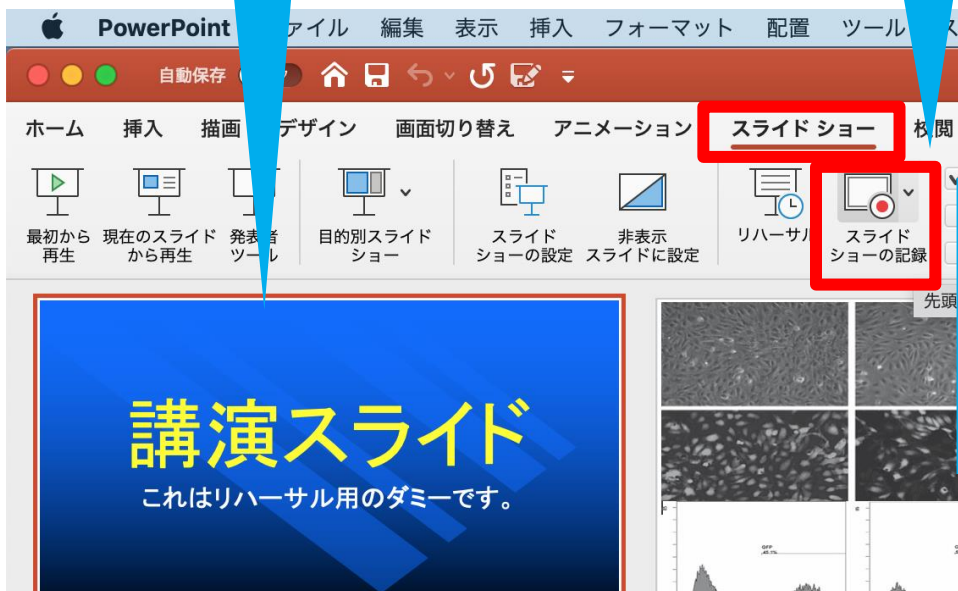 PowerPoint ァイル 編集 表示 挿入 フォーマット 配置 ツール
自動保存
ホーム 挿入 描画 デザイン 画面切り替え アニメーション スライド ショー 校閲
最初から 現在のスライド 発表者 目的別スライド スライド 非表示 リハーサル スライド
再生 から再生 ツール ショー ショーの設定 スライドに設定 ショーの記録
先頭
講演スライド
これはリハーサル用のダミーです。
GFP